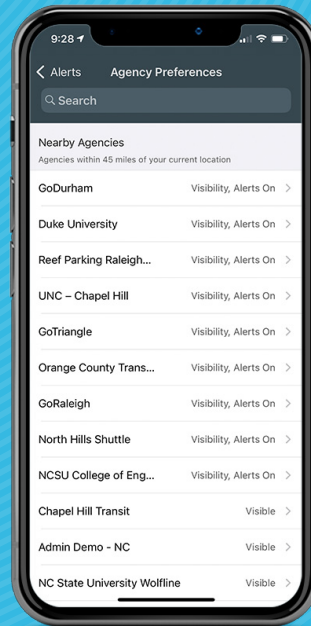 9:28
Alerts
Agency Preferences
Search
Nearby Agencies
Agencies within 45 miles of your current location
GoDurham Visibility, Alerts On
Duke University Visibility, Alerts On
Reef Parking Raleigh... Visibility, Alerts On
UNC – Chapel Hill Visibility, Alerts On
GoTriangle Visibility, Alerts On
Orange County Trans... Visibility, Alerts On
GoRaleigh Visibility, Alerts On
North Hills Shuttle Visibility, Alerts On
NCSU College of Eng... Visibility, Alerts On
Chapel Hill Transit Visible
Admin Demo - NC Visible
NC State University Wolfline Visible